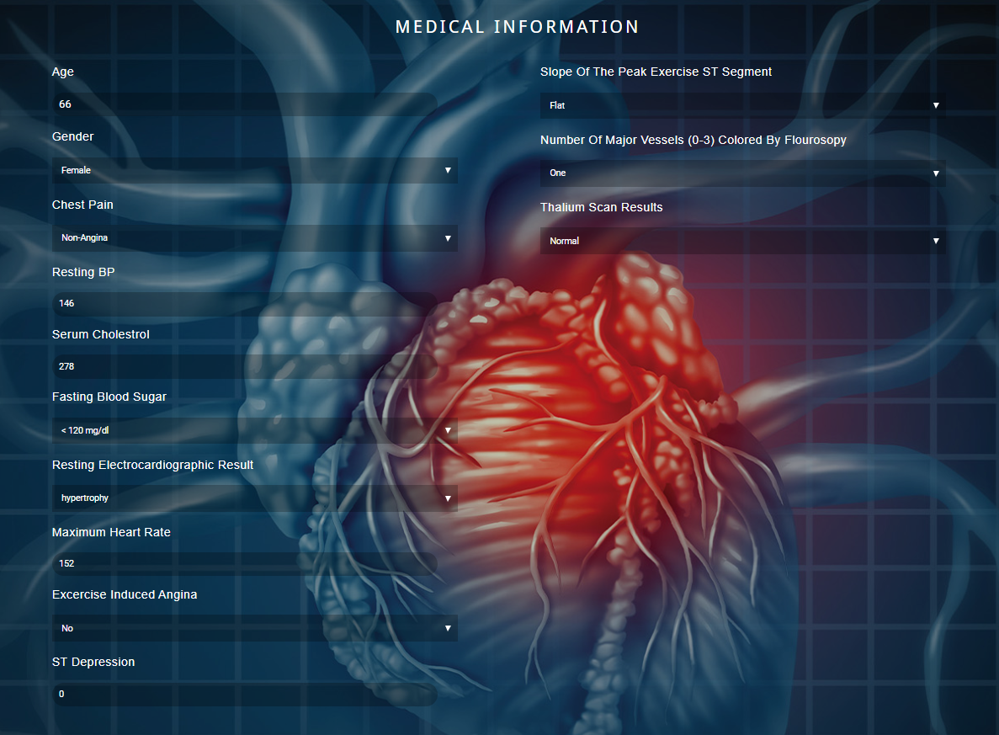 MEDICAL INFORMATION
Age
66
Gender
Female
Chest Pain
Non-Angina
Resting BP
146
Serum Cholestrol
278
Fasting Blood Sugar
< 120 mg/dl
Resting Electrocardiographic Result
hypertrophy
Maximum Heart Rate
152
Excercise Induced Angina
No
ST Depression
0
Slope Of The Peak Exercise ST Segment
Flat
Number Of Major Vessels (0-3) Colored By Flourosopy
One
Thalium Scan Results
Normal